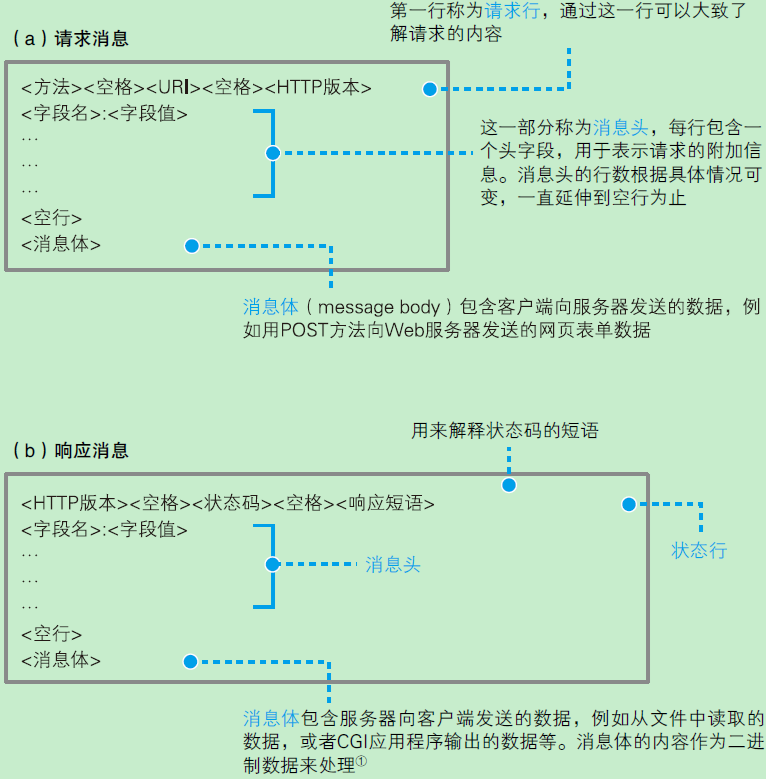 第一行称为请求行，通过这一行可以大致了
解请求的内容
（a）请求消息
<方法><空格><URI><空格><HTTP版本>
<字段名>:<字段值>
…
…
…
<空行>
<消息体>
这一部分称为消息头，每行包含一
个头字段，用于表示请求的附加信
息。消息头的行数根据具体情况可
变，一直延伸到空行为止
消息体（message body）包含客户端向服务器发送的数据，例
如用POST方法向Web服务器发送的网页表单数据
用来解释状态码的短语
（b）响应消息
<HTTP版本><空格><状态码><空格><响应短语>
<字段名>:<字段值>
…
…
…
<空行>
<消息体>
状态行
消息头
消息体包含服务器向客户端发送的数据，例如从文件中读取的
数据，或者CGI应用程序输出的数据等。消息体的内容作为二进
制数据来处理①